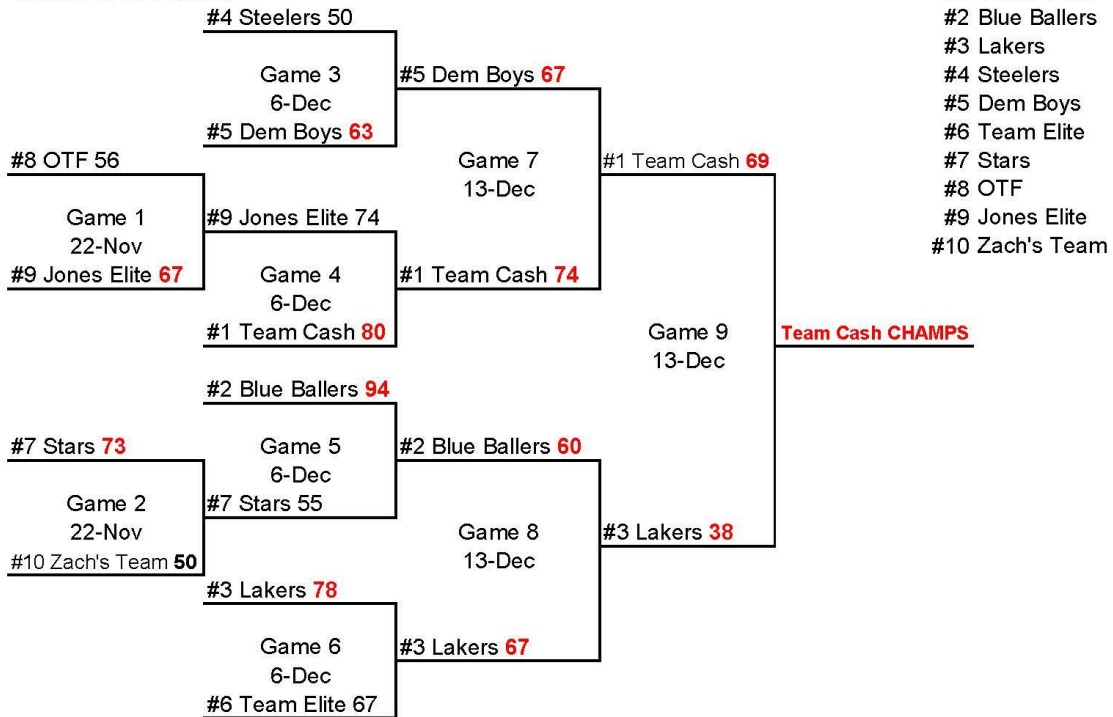 #4 Steelers 50
Game 3
6-Dec
#5 Dem Boys 63
#5 Dem Boys 67
#8 OTF 56
Game 1
22-Nov
#9 Jones Elite 67
#9 Jones Elite 74
Game 4
6-Dec
#1 Team Cash 80
#1 Team Cash 74
Game 7
13-Dec
#1 Team Cash 69
#2 Blue Ballers 94
Game 5
6-Dec
#7 Stars 55
#7 Stars 73
Game 2
22-Nov
#10 Zach's Team 50
#2 Blue Ballers 60
Game 8
13-Dec
#3 Lakers 78
Game 6
6-Dec
#6 Team Elite 67
#3 Lakers 67
#3 Lakers 38
Game 9
13-Dec
Team Cash CHAMPS
#2 Blue Ballers
#3 Lakers
#4 Steelers
#5 Dem Boys
#6 Team Elite
#7 Stars
#8 OTF
#9 Jones Elite
#10 Zach's Team